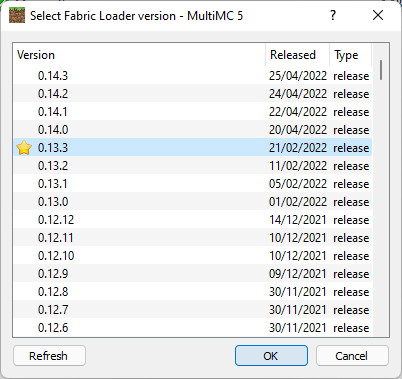 Select Fabric Loader version - MultiMC 5
Version Released Type
0.14.3 25/04/2022 release
0.14.2 24/04/2022 release
0.14.1 22/04/2022 release
0.14.0 20/04/2022 release
0.13.3 21/02/2022 release
0.13.2 11/02/2022 release
0.13.1 05/02/2022 release
0.13.0 01/02/2022 release
0.12.12 14/12/2021 release
0.12.11 10/12/2021 release
0.12.10 10/12/2021 release
0.12.9 09/12/2021 release
0.12.8 30/11/2021 release
0.12.7 30/11/2021 release
0.12.6 30/11/2021 release
Refresh OK Cancel